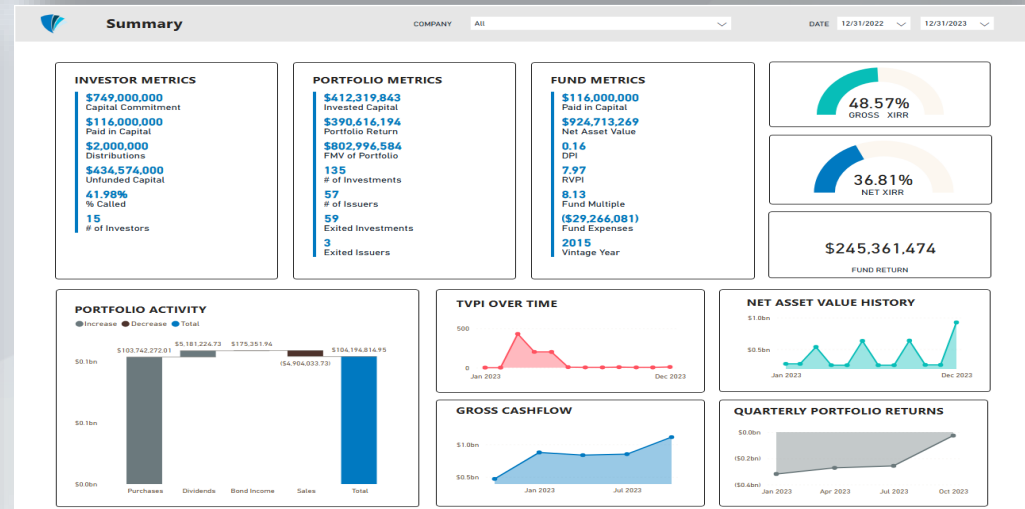 Summary
COMPANY All
DATE 12/31/2022 12/31/2023
INVESTOR METRICS
$749,000,000
Capital Commitment
$116,000,000
Paid in Capital
$2,000,000
Distributions
$434,574,000
Unfunded Capital
41.98%
% Called
15
# of Investors
PORTFOLIO METRICS
$412,319,843
Invested Capital
$390,616,194
Portfolio Return
$802,996,584
FMV of Portfolio
135
# of Investments
57
# of Issuers
59
Exited Investments
3
Exited Issuers
FUND METRICS
$116,000,000
Paid in Capital
$924,713,269
Net Asset Value
0.16
DPI
7.97
RVPI
8.13
Fund Multiple
($29,266,081)
Fund Expenses
2015
Vintage Year
48.57%
GROSS XIRR
36.81%
NET XIRR
$245,361,474
FUND RETURN
PORTFOLIO ACTIVITY
Increase Decrease Total
$103,742,272.01 $5,181,224.73 $175,351.94 ($4,904,033.73) $104,194,814.95
$0.1bn
$0.1bn
$0.0bn
Purchases Dividends Bond Income Sales Total
TVPI OVER TIME
500
0
Jan 2023 Dec 2023
NET ASSET VALUE HISTORY
$1.0bn
$0.5bn
Jan 2023 Dec 2023
GROSS CASHFLOW
$1.0bn
$0.5bn
Jan 2023 Jul 2023
QUARTERLY PORTFOLIO RETURNS
$0.0bn
($0.2bn)
($0.4bn)
Jan 2023 Apr 2023 Jul 2023 Oct 2023